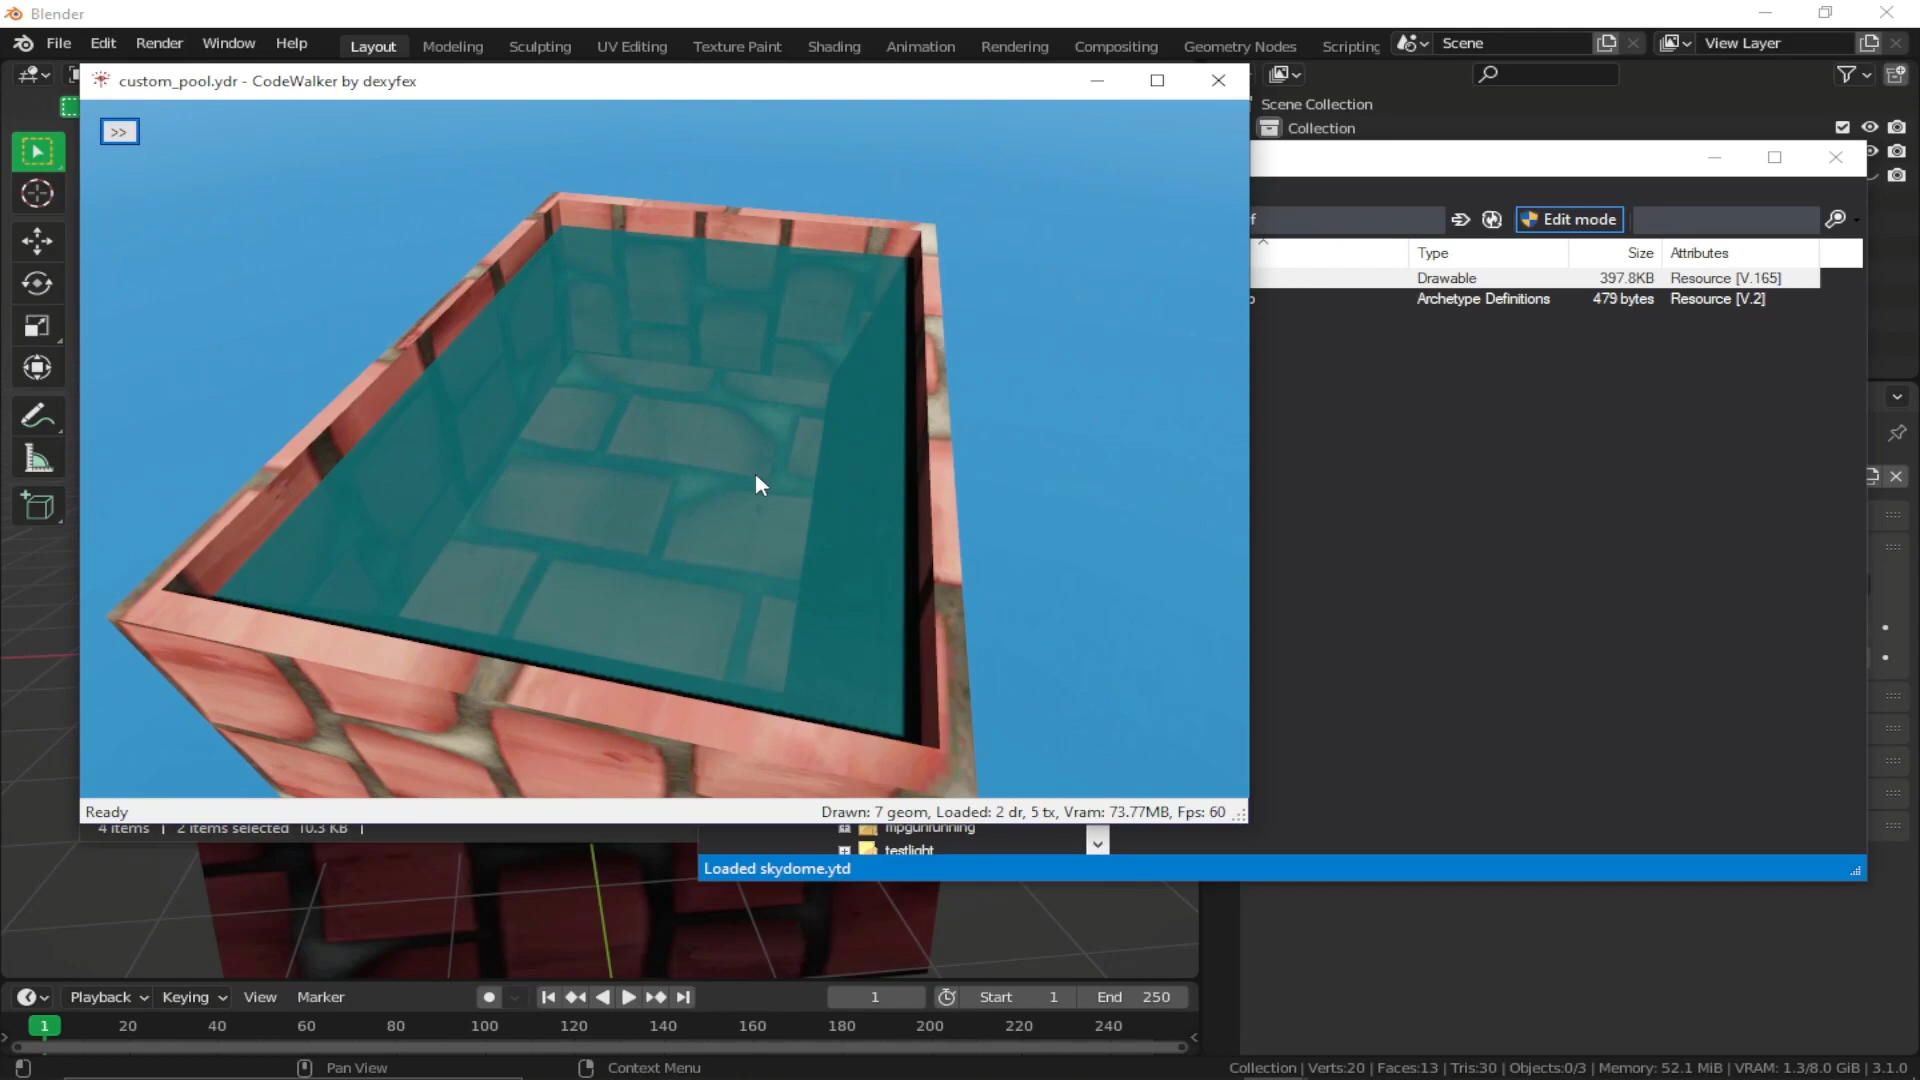 Blender
File Edit Render Window Help
Layout Modeling Sculpting UV Editing Texture Paint Shading Animation Rendering Compositing Geometry Nodes Scripting
Scene
View Layer
custom_pool.ydr - CodeWalker by dexyfex
>>
Scene Collection
Collection
f
Edit mode
Type Size Attributes
Drawable 397.8KB Resource [V.165]
Archetype Definitions 479 bytes Resource [V.2]
Ready
Drawn: 7 geom, Loaded: 2 dr, 5 tx, Vram: 73.77MB, Fps: 60
4 items 2 items selected 10.3 KB
mpgunrunning
testlight
Loaded skydome.ytd
Playback Keying View Marker
1 Start 1 End 250
1 20 40 60 80 100 120 140 160 180 200 220 240
Pan View
Context Menu
Collection | Verts:20 | Faces:13 | Tris:30 | Objects:0/3 | Memory: 52.1 MiB | VRAM: 1.3/8.0 GiB | 3.1.0